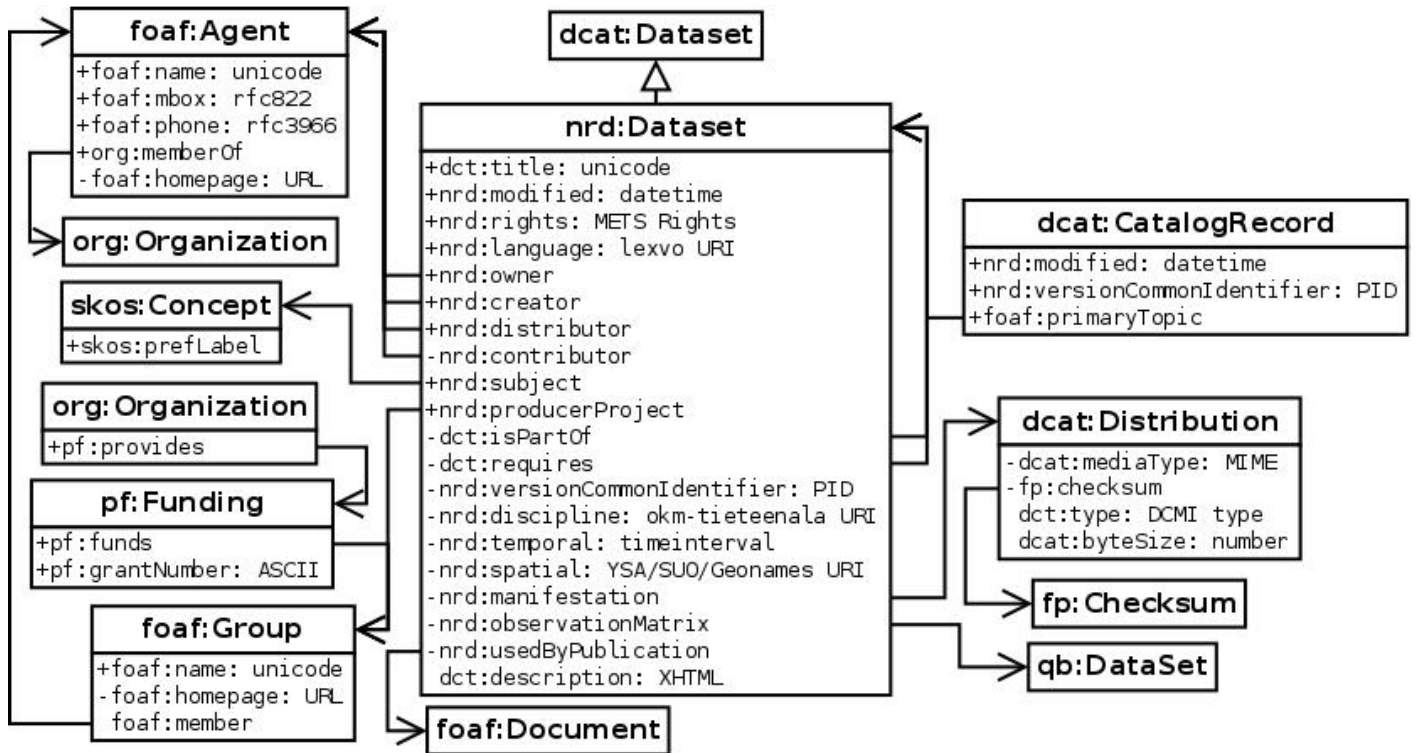 foaf:Agent
+foaf:name: unicode
+foaf:mbox: rfc822
+foaf:phone: rfc3966
+org:memberOf
-foaf:homepage: URL
org:Organization
skos:Concept
+skos:prefLabel
org:Organization
+pf:provides
pf:Funding
+pf:funds
+pf:grantNumber: ASCII
foaf:Group
+foaf:name: unicode
-foaf:homepage: URL
foaf:member
dcat:Dataset
nrd:Dataset
+dct:title: unicode
+nrd:modified: datetime
+nrd:rights: METS Rights
+nrd:language: lexvo URI
+nrd:owner
+nrd:creator
+nrd:distributor
-nrd:contributor
+nrd:subject
+nrd:producerProject
-dct:isPartOf
-dct:requires
-nrd:versionCommonIdentifier: PID
-nrd:discipline: okm-tieteenala URI
-nrd:temporal: timeinterval
-nrd:spatial: YSA/SUO/Geonames URI
-nrd:manifestation
-nrd:observationMatrix
-nrd:usedByPublication
dct:description: XHTML
foaf:Document
dcat:CatalogRecord
+nrd:modified: datetime
+nrd:versionCommonIdentifier: PID
+foaf:primaryTopic
dcat:Distribution
-dcat:mediaType: MIME
-fp:checksum
dct:type: DCMI type
dcat:byteSize: number
fp:Checksum
qb:DataSet